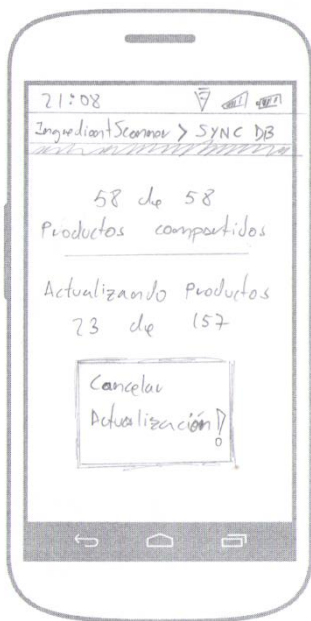 21:08
IngredientScanner > SYNC DB
58 de 58
Productos compartidos
Actualizando Productos
23 de 157
Cancelar
Actualización!